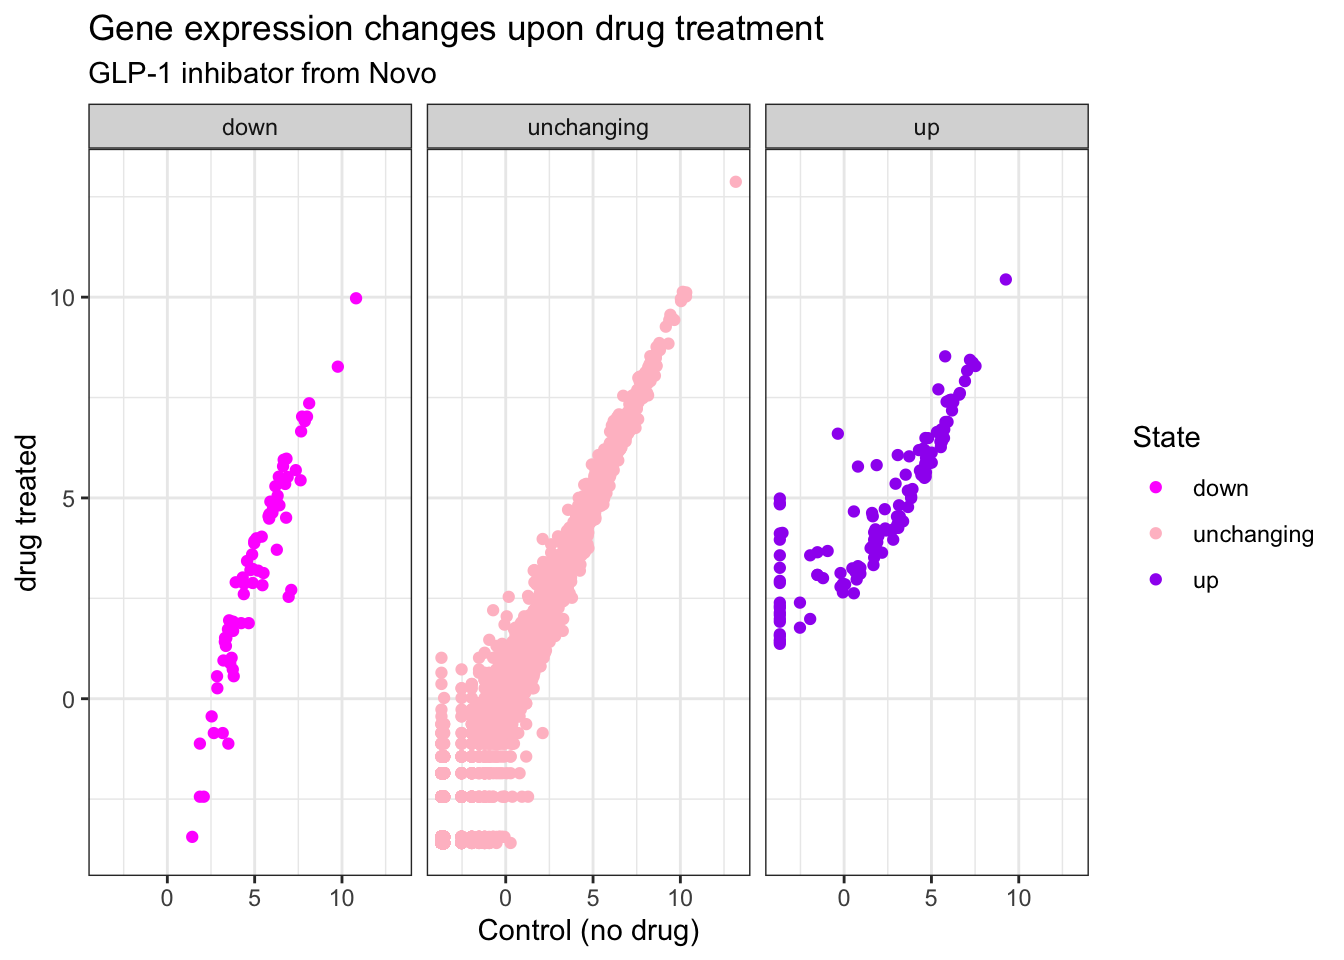 Gene expression changes upon drug treatment
GLP-1 inhibator from Novo
down unchanging up
drug treated
10
5
0
0 5 10 0 5 10 0 5 10
Control (no drug)
State
down
unchanging
up